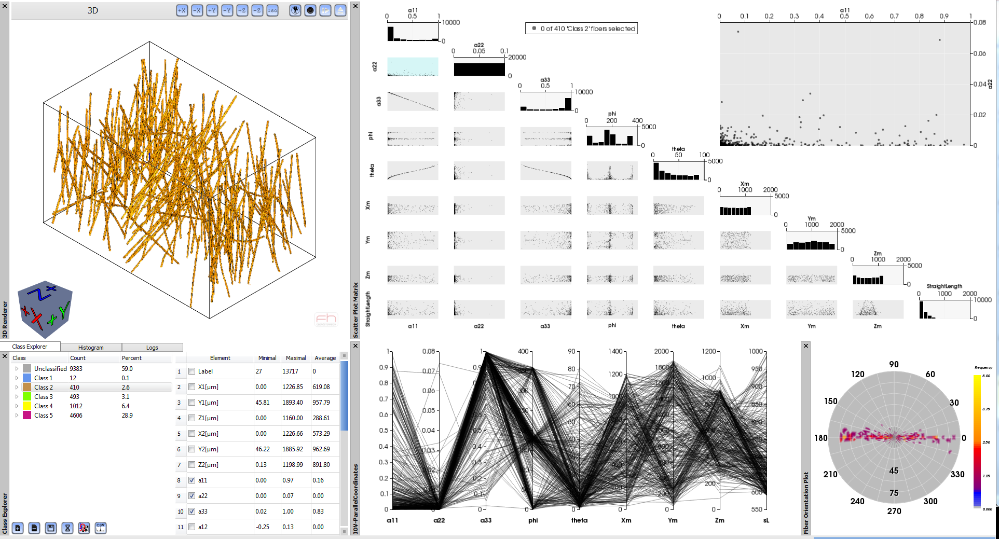 3D
+X -X +Y -Y +Z -Z Iso
3D Renderer
Z X
X X + Y
fh
Scatter Plot Matrix
a11
0 0.5 1
10000
0
0 of 410 'Class 2' fibers selected
a22
0 0.05 0.1
20000
0
a33
0 0.5 1
10000
0
phi
0 200 400
5000
0
theta
0 50 100
5000
0
Xm
0 1000 2000
5000
0
Ym
0 1000 2000
5000
0
Zm
0 1000 2000
5000
0
StraightLength
0 1000 2000
10000
0
a22
a33
phi
theta
Xm
Ym
Zm
StraightLength
a11 a22 a33 phi theta Xm Ym Zm
a11
0 0.1 0.2 0.3 0.4 0.5 0.6 0.7 0.8 0.9 1
0.08
0.06
0.04
0.02
0
a22
Class Explorer Histogram Logs
Class Explorer
Class Count Percent
Unclassified 9383 59.0
Class 1 12 0.1
Class 2 410 2.6
Class 3 493 3.1
Class 4 1012 6.4
Class 5 4606 28.9
CSV
Element Minimal Maximal Average
1 Label 27 13717 0
2 X1[µm] 0.00 1226.85 619.08
3 Y1[µm] 45.81 1893.40 957.79
4 Z1[µm] 0.00 1160.00 288.61
5 X2[µm] 0.00 1226.66 573.29
6 Y2[µm] 46.22 1885.92 962.69
7 Z2[µm] 0.13 1198.99 891.80
8 a11 0.00 0.97 0.16
9 a22 0.00 0.07 0.00
10 a33 0.02 1.00 0.83
11 a12 -0.25 0.13 0.00
IOV-ParallelCoordinates
1 0.08 1 400 90 1400 2000 1200 1000
0.9 0.07 0.9 350 80 1200 1800 1000 950
0.8 0.06 0.8 300 70 1000 1600 800 900
0.7 0.05 0.7 250 60 800 1400 600 850
0.6 0.04 60 1200 400 800
0.5 0.03 0.5 40 1000 200
0.4 0.02 0.4 30 600 800 0
0.3 0.3 400 600
0.2 0.2 50 200 400 600
0.1 0 0.1 0 10 0 200 550
0 0 0 0
a11 a22 a33 phi theta Xm Ym Zm sL
Fiber Orientation Plot
90
120 60
150 30
180 0
210 330
240 300
270
45
75
Frequency
5.00
3.75
2.50
1.25
0.000